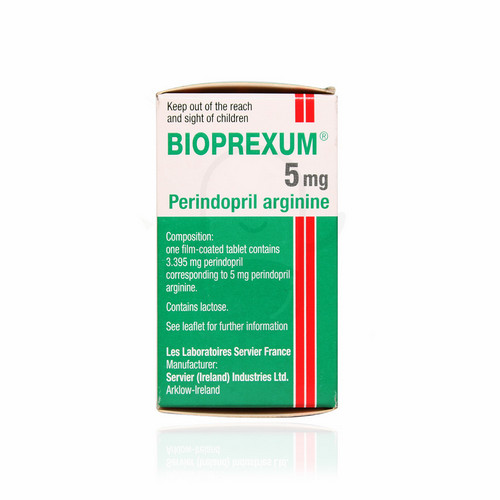 Keep out of the reach
and sight of children
BIOPREXUM®
5 mg
Perindopril arginine
Composition:
one film-coated tablet contains
3.395 mg perindopril
corresponding to 5 mg perindopril
arginine.
Contains lactose.
See leaflet for further information
Les Laboratoires Servier France
Manufacturer:
Servier (Ireland) Industries Ltd.
Arklow-Ireland